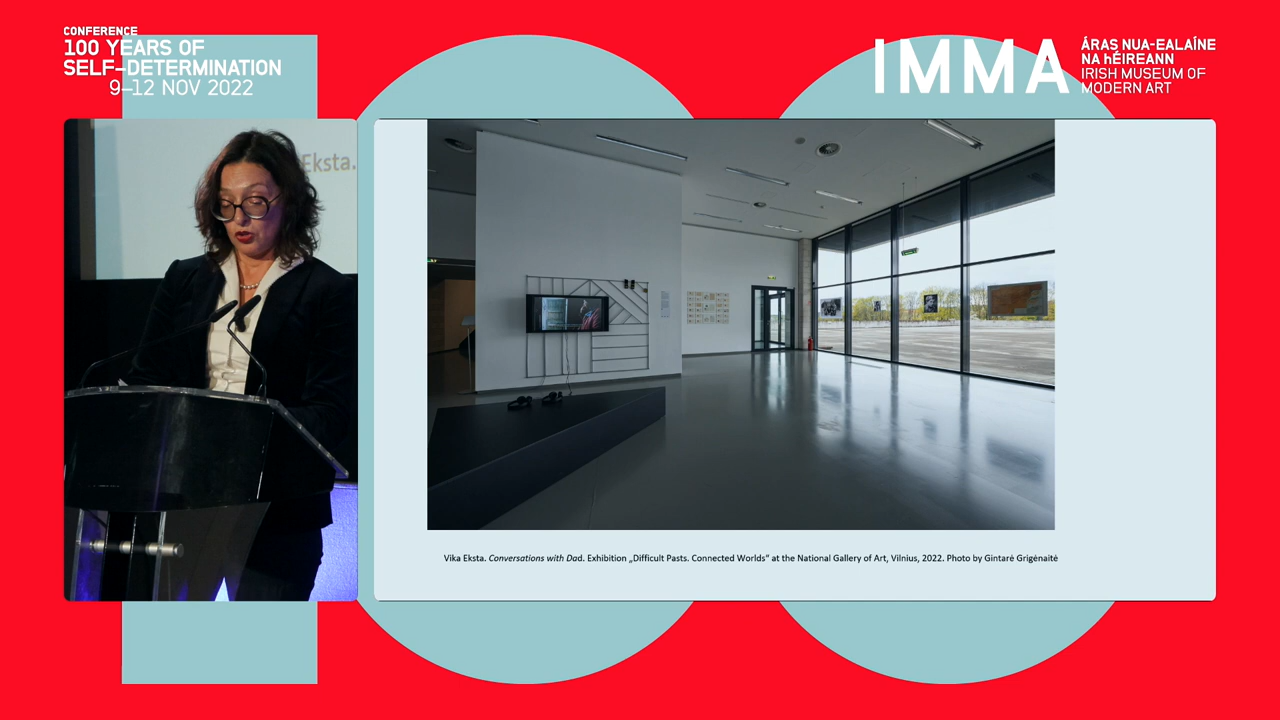 CONFERENCE
100 YEARS OF
SELF–DETERMINATION
9–12 NOV 2022
IMMA
ÁRAS NUA-EALAÍNE
NA hÉIREANN
IRISH MUSEUM OF
MODERN ART
Eksta.
Vika Eksta. Conversations with Dad. Exhibition „Difficult Pasts. Connected Worlds“ at the National Gallery of Art, Vilnius, 2022. Photo by Gintarė Grigėnaitė